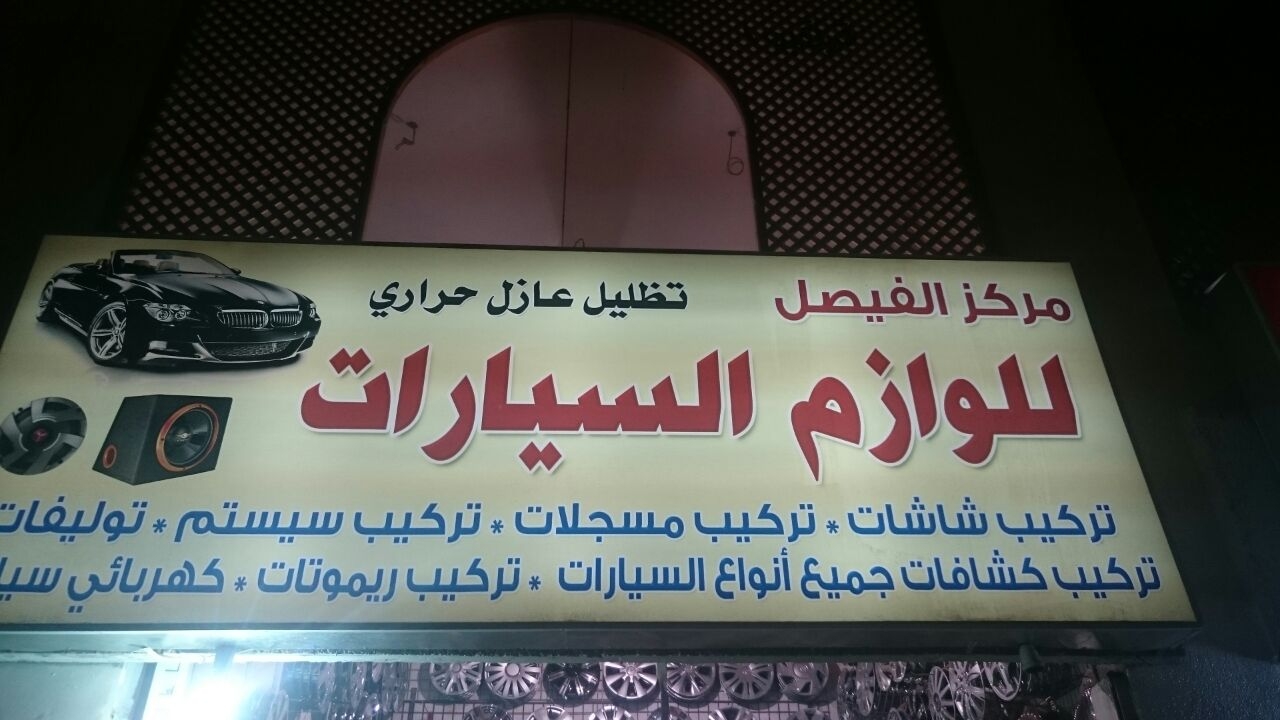 مركز الفيصل
تظليل عازل حراري
للوازم السيارات
تركيب شاشات * تركيب مسجلات * تركيب سيستم * توليفات
تركيب كشافات جميع أنواع السيارات * تركيب ريموتات * كهربائي